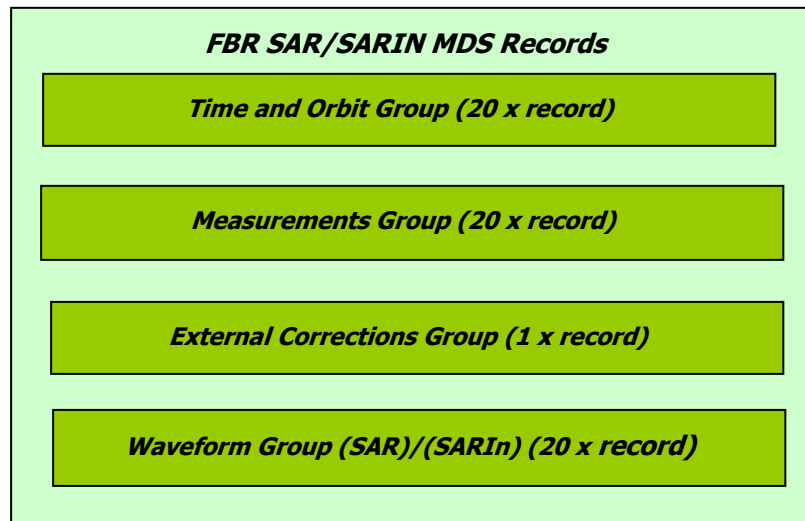 FBR SAR/SARIN MDS Records
Time and Orbit Group (20 x record)
Measurements Group (20 x record)
External Corrections Group (1 x record)
Waveform Group (SAR)/(SARIn) (20 x record)